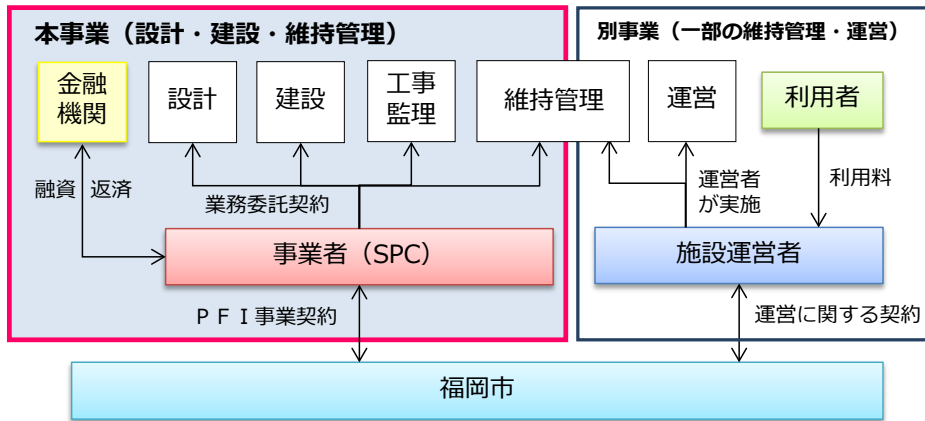 本事業（設計・建設・維持管理）
別事業（一部の維持管理・運営）
金融
機関
設計
建設
工事
監理
維持管理
運営
利用者
融資
返済
業務委託契約
運営者
が実施
利用料
事業者（SPC）
施設運営者
ＰＦＩ事業契約
運営に関する契約
福岡市